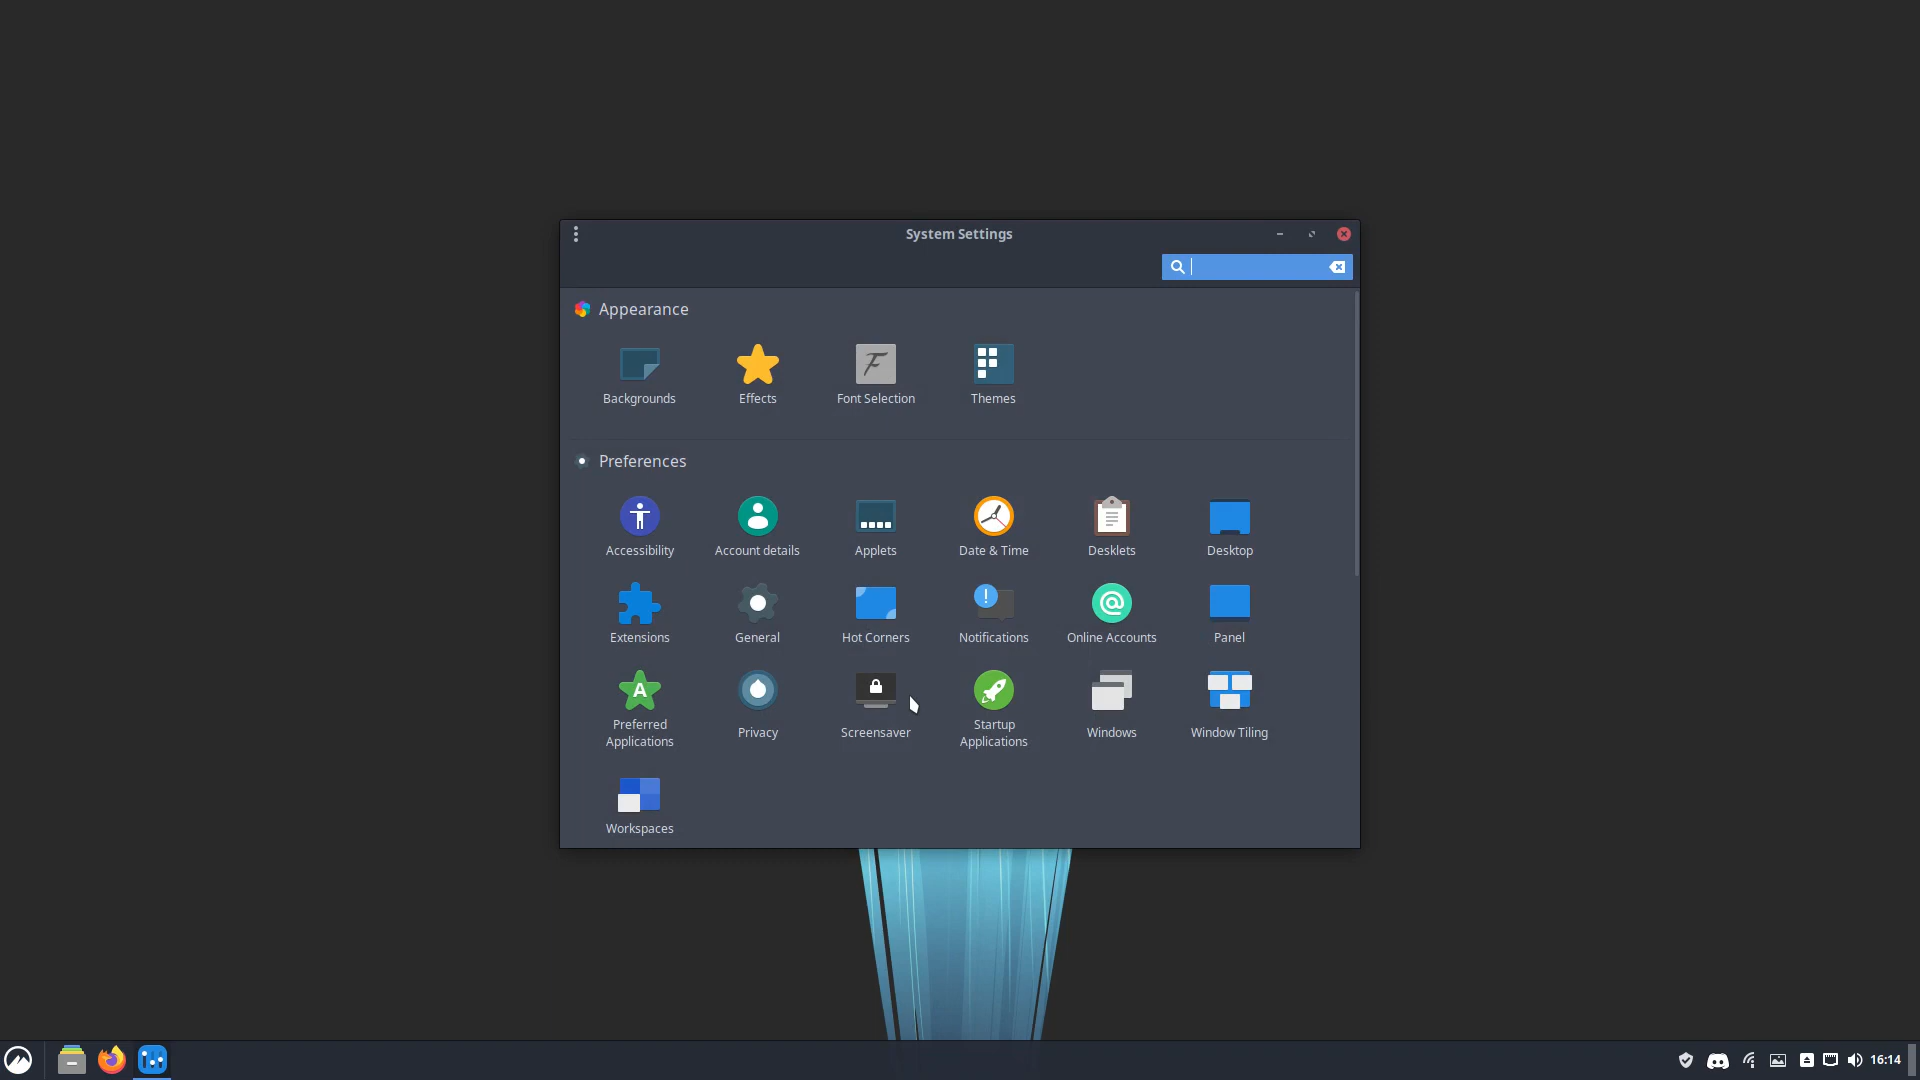 System Settings
Appearance
Backgrounds
Effects
Font Selection
Themes
Preferences
Accessibility
Account details
Applets
Date & Time
Desklets
Desktop
Extensions
General
Hot Corners
Notifications
Online Accounts
Panel
Preferred
Applications
Privacy
Screensaver
Startup
Applications
Windows
Window Tiling
Workspaces
16:14